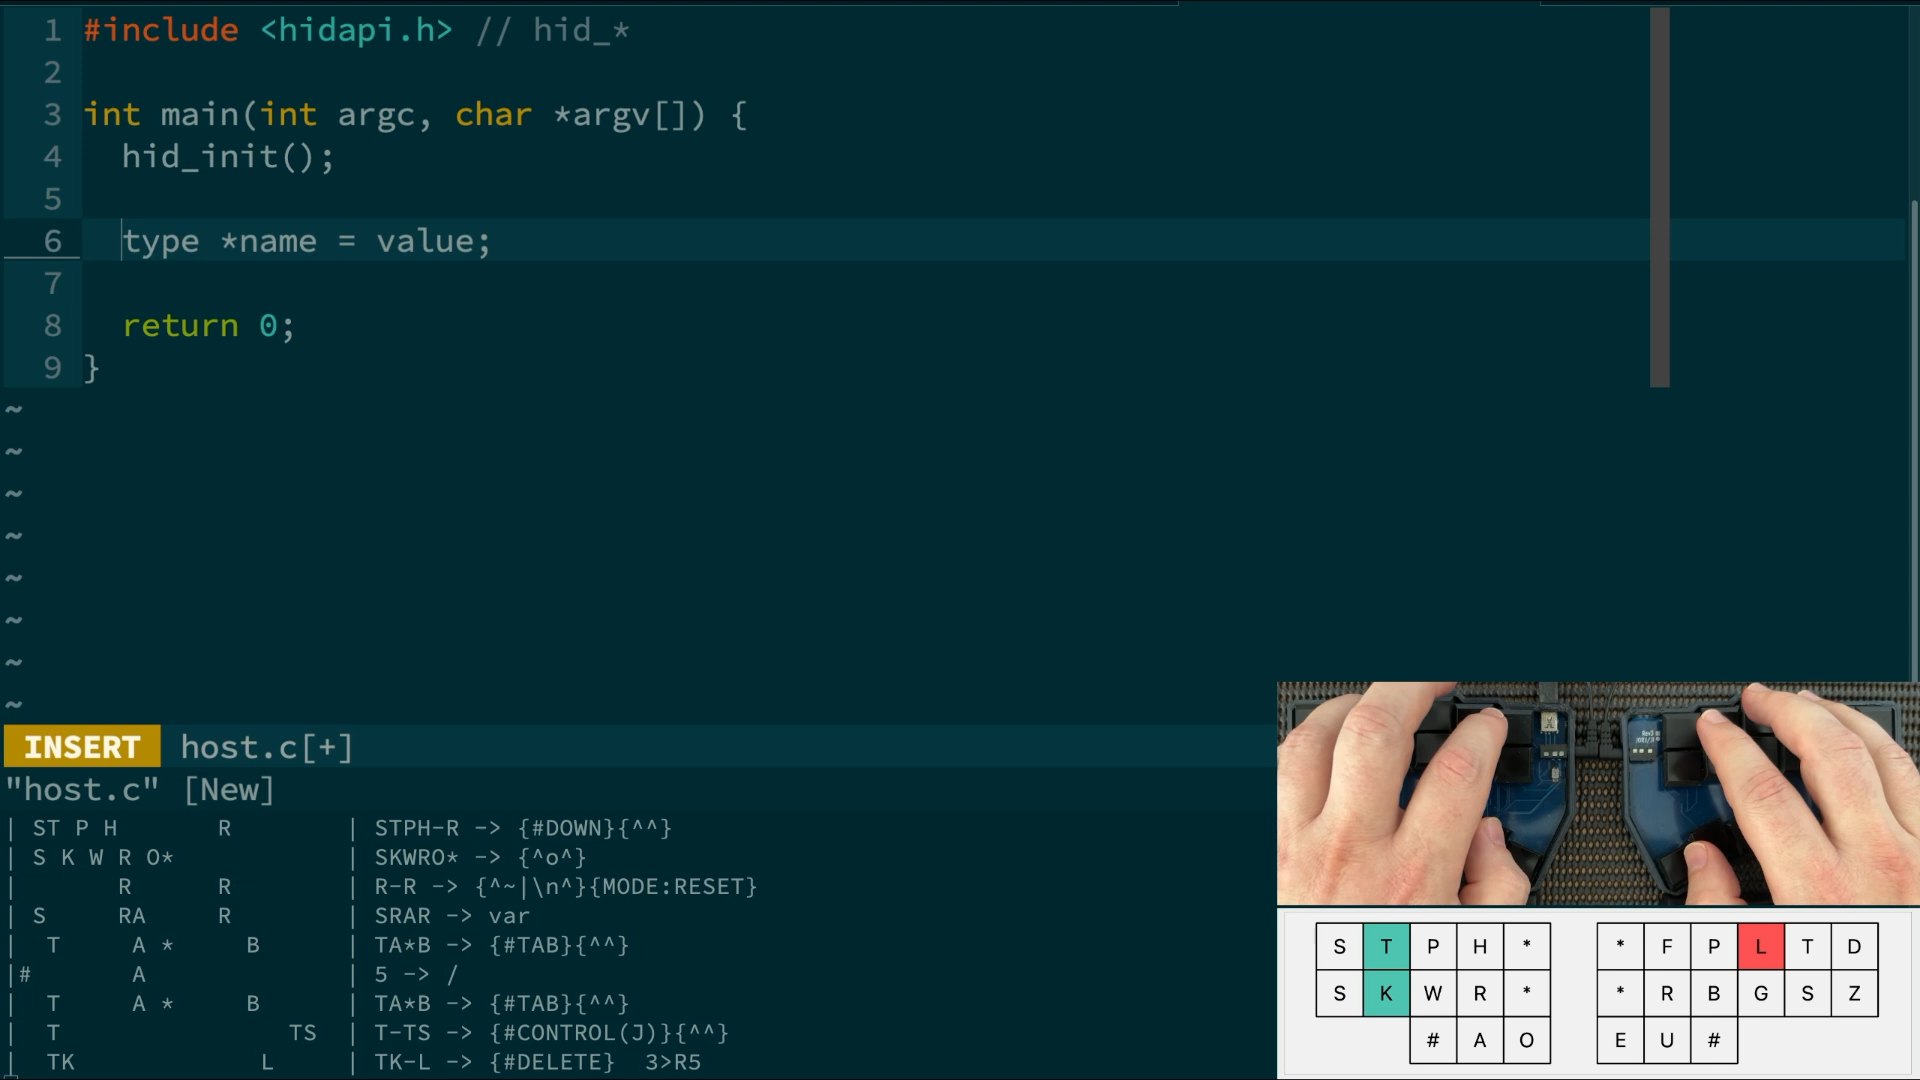 1 #include <hidapi.h> // hid_*
2
3 int main(int argc, char *argv[]) {
4 hid_init();
5
6 type *name = value;
7
8 return 0;
9 }
~
~
~
~
~
~
~
~
INSERT host.c[+]
"host.c" [New]
| ST P H R | STPH-R -> {#DOWN}{^^}
| S K W R O* | SKWRO* -> {^o^}
| R R | R-R -> {^~|\n^}{MODE:RESET}
| S RA R | SRAR -> var
| T A * B | TA*B -> {#TAB}{^^}
|# A | 5 -> /
| T A * B | TA*B -> {#TAB}{^^}
| T TS | T-TS -> {#CONTROL(J)}{^^}
| TK L | TK-L -> {#DELETE} 3>R5
S T P H * * F P L T D
S K W R * * R B G S Z
# A O E U #